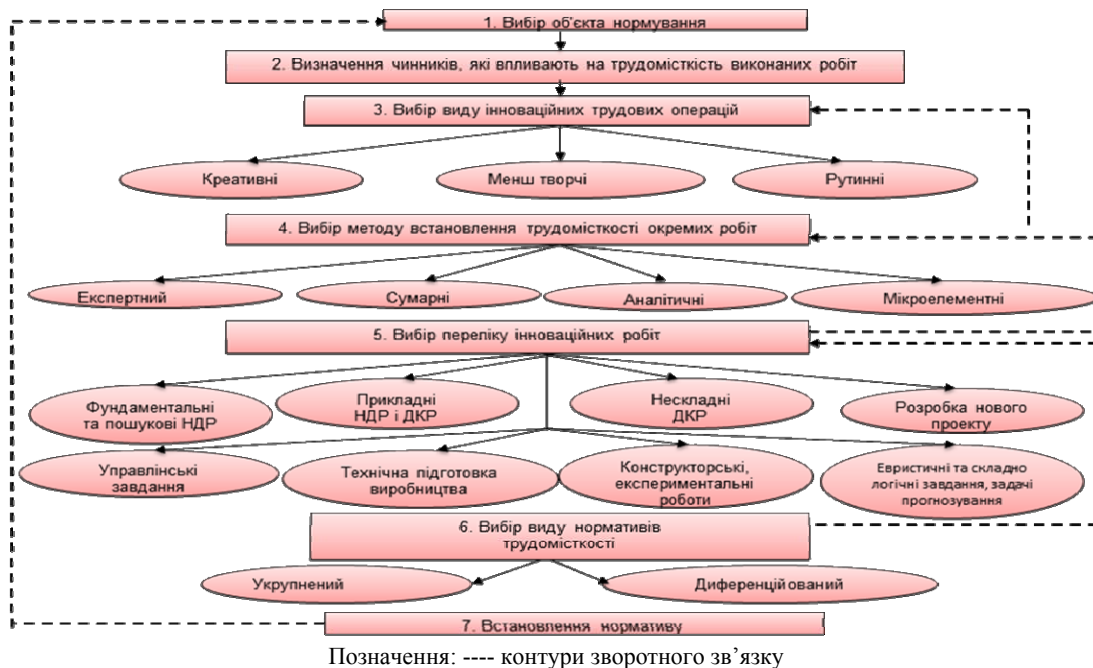 1. Вибір об'єкта нормування
2. Визначення чинників, які впливають на трудомісткість виконаних робіт
3. Вибір виду інноваційних трудових операцій
Креативні
Менш творчі
Рутинні
4. Вибір методу встановлення трудомісткості окремих робіт
Експертний
Сумарні
Аналітичні
Мікроелементні
5. Вибір переліку інноваційних робіт
Фундаментальні
та пошукові НДР
Прикладні
НДР і ДКР
Нескладні
ДКР
Розробка нового
проекту
Управлінські
завдання
Технічна підготовка
виробництва
Конструкторські,
експериментальні
роботи
Евристичні та складно
логічні завдання, задачі
прогнозування
6. Вибір виду нормативів
трудомісткості
Укрупнений
Диференційований
7. Встановлення нормативу
Позначення: ---- контури зворотного зв’язку